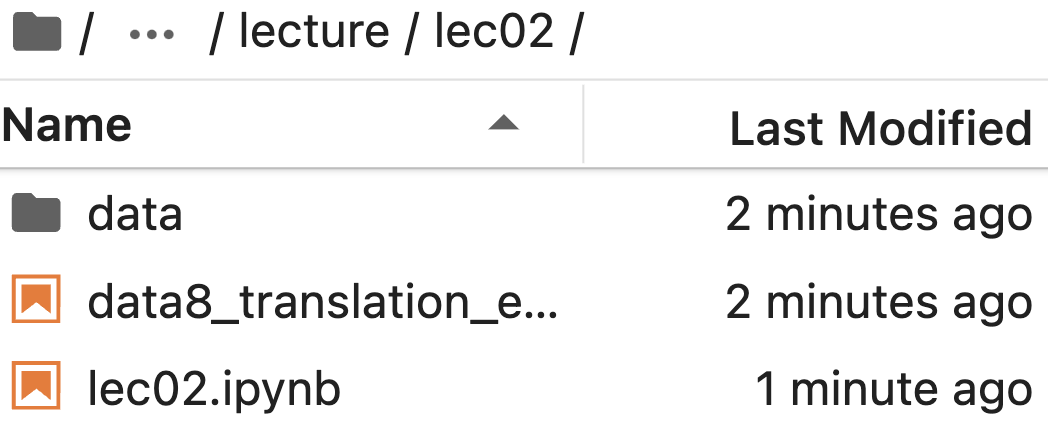 / ... / lecture / lec02 /
Name Last Modified
data 2 minutes ago
data8_translation_e... 2 minutes ago
lec02.ipynb 1 minute ago